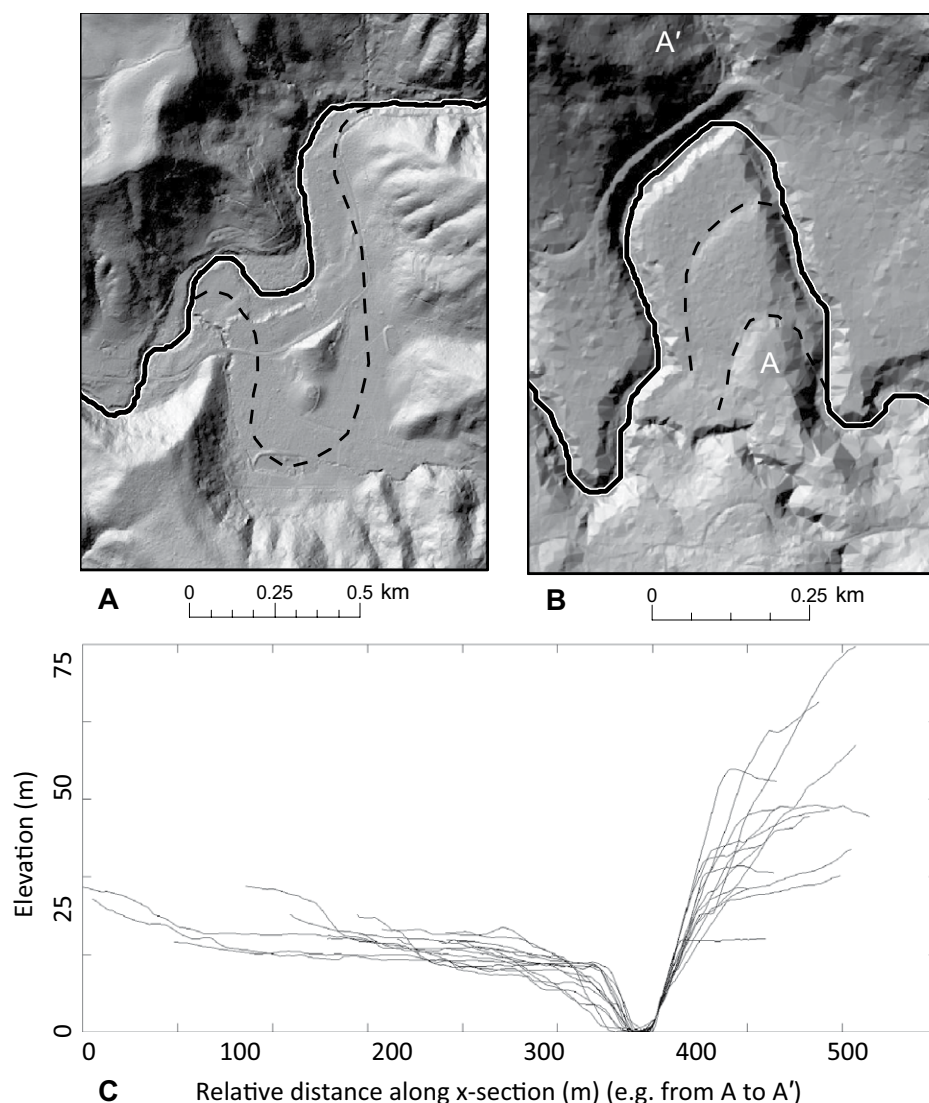 A′
A
A
0 0.25 0.5 km
B
0 0.25 km
75
50
25
0
Elevation (m)
0 100 200 300 400 500
C Relative distance along x-section (m) (e.g. from A to A′)